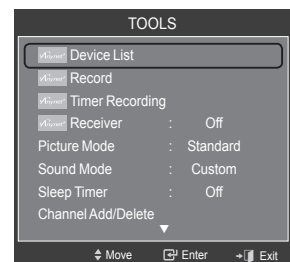 TOOLS
Device List
Record
Timer Recording
Receiver : Off
Picture Mode : Standard
Sound Mode : Custom
Sleep Timer : Off
Channel Add/Delete
Move Enter Exit